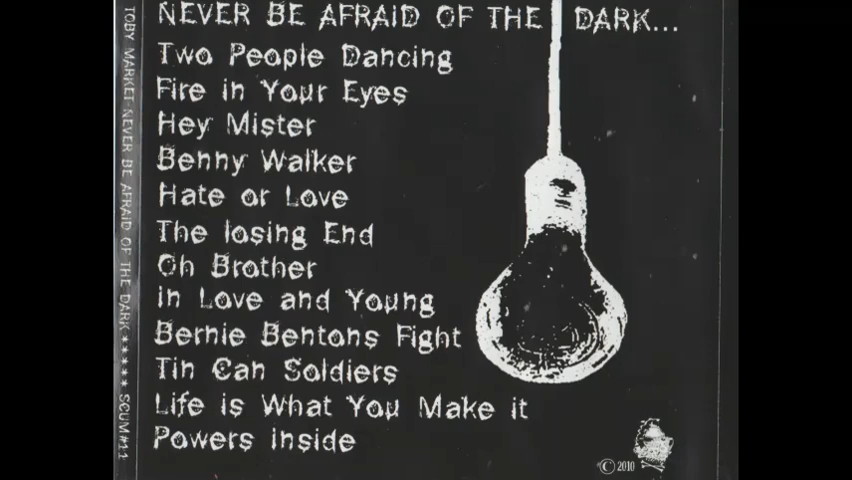 NEVER BE AFRAID OF THE DARK...
Two People Dancing
Fire in Your Eyes
Hey Mister
Benny Walker
Hate or Love
The losing End
Oh Brother
in Love and Young
Bernie Bentons Fight
Tin Can Soldiers
Life is What You Make it
Powers inside
© 2010
TOBY MARKET-NEVER BE AFRAID OF THE DARK***** SCUM#11